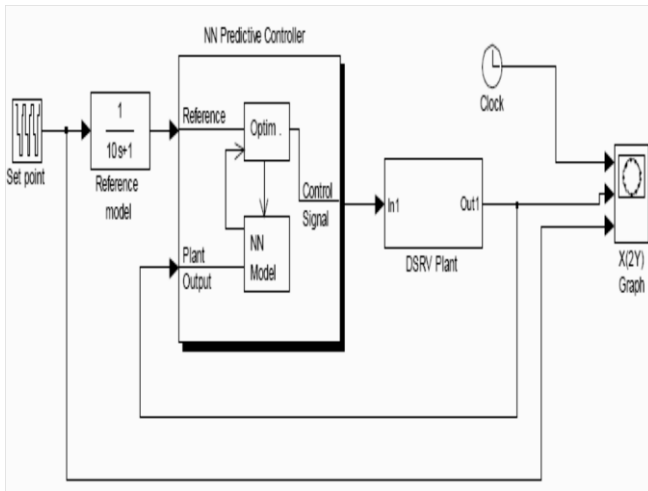 NN Predictive Controller
Clock
Set point
1
10s+1
Reference
model
Reference
Optim .
Control
Signal
NN
Model
Plant
Output
In1
Out1
DSRV Plant
X(2Y)
Graph